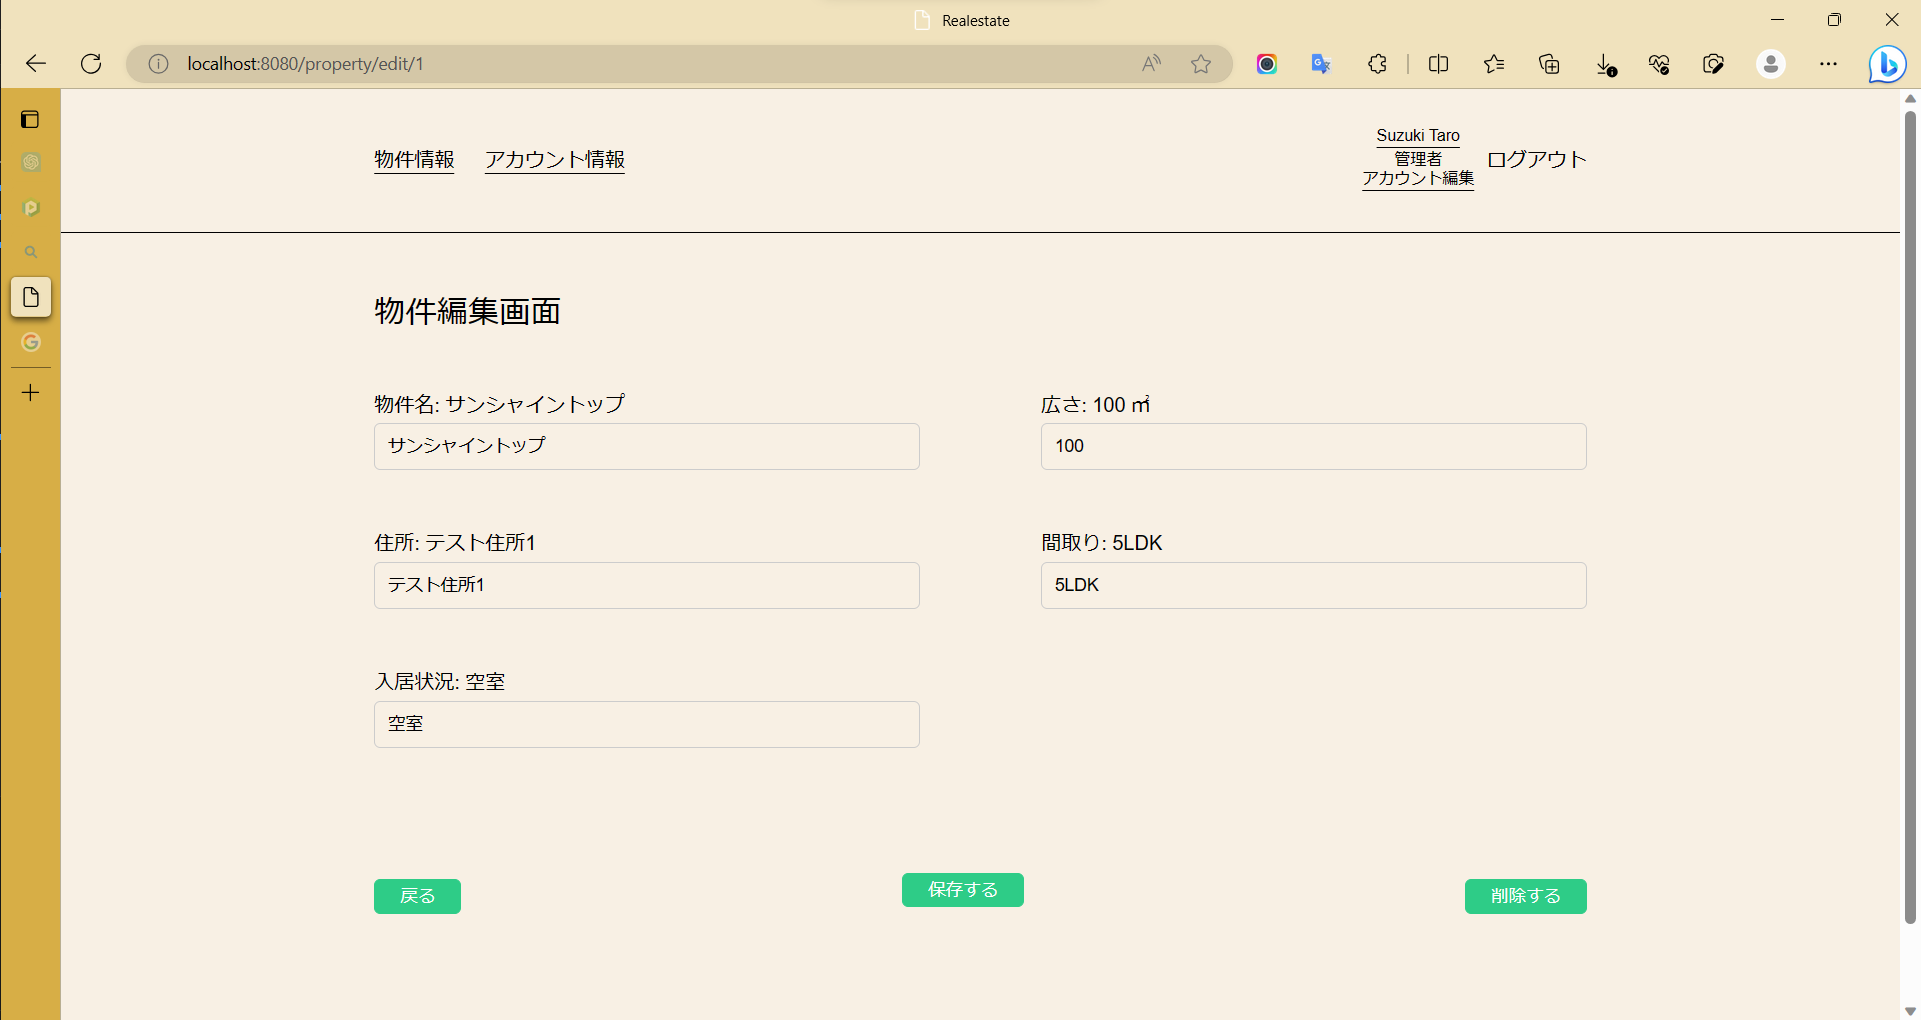 Realestate
localhost:8080/property/edit/1
物件情報
アカウント情報
Suzuki Taro
管理者
アカウント編集
ログアウト
物件編集画面
物件名: サンシャイントップ
サンシャイントップ
広さ: 100 ㎡
100
住所: テスト住所1
テスト住所1
間取り: 5LDK
5LDK
入居状況: 空室
空室
戻る
保存する
削除する